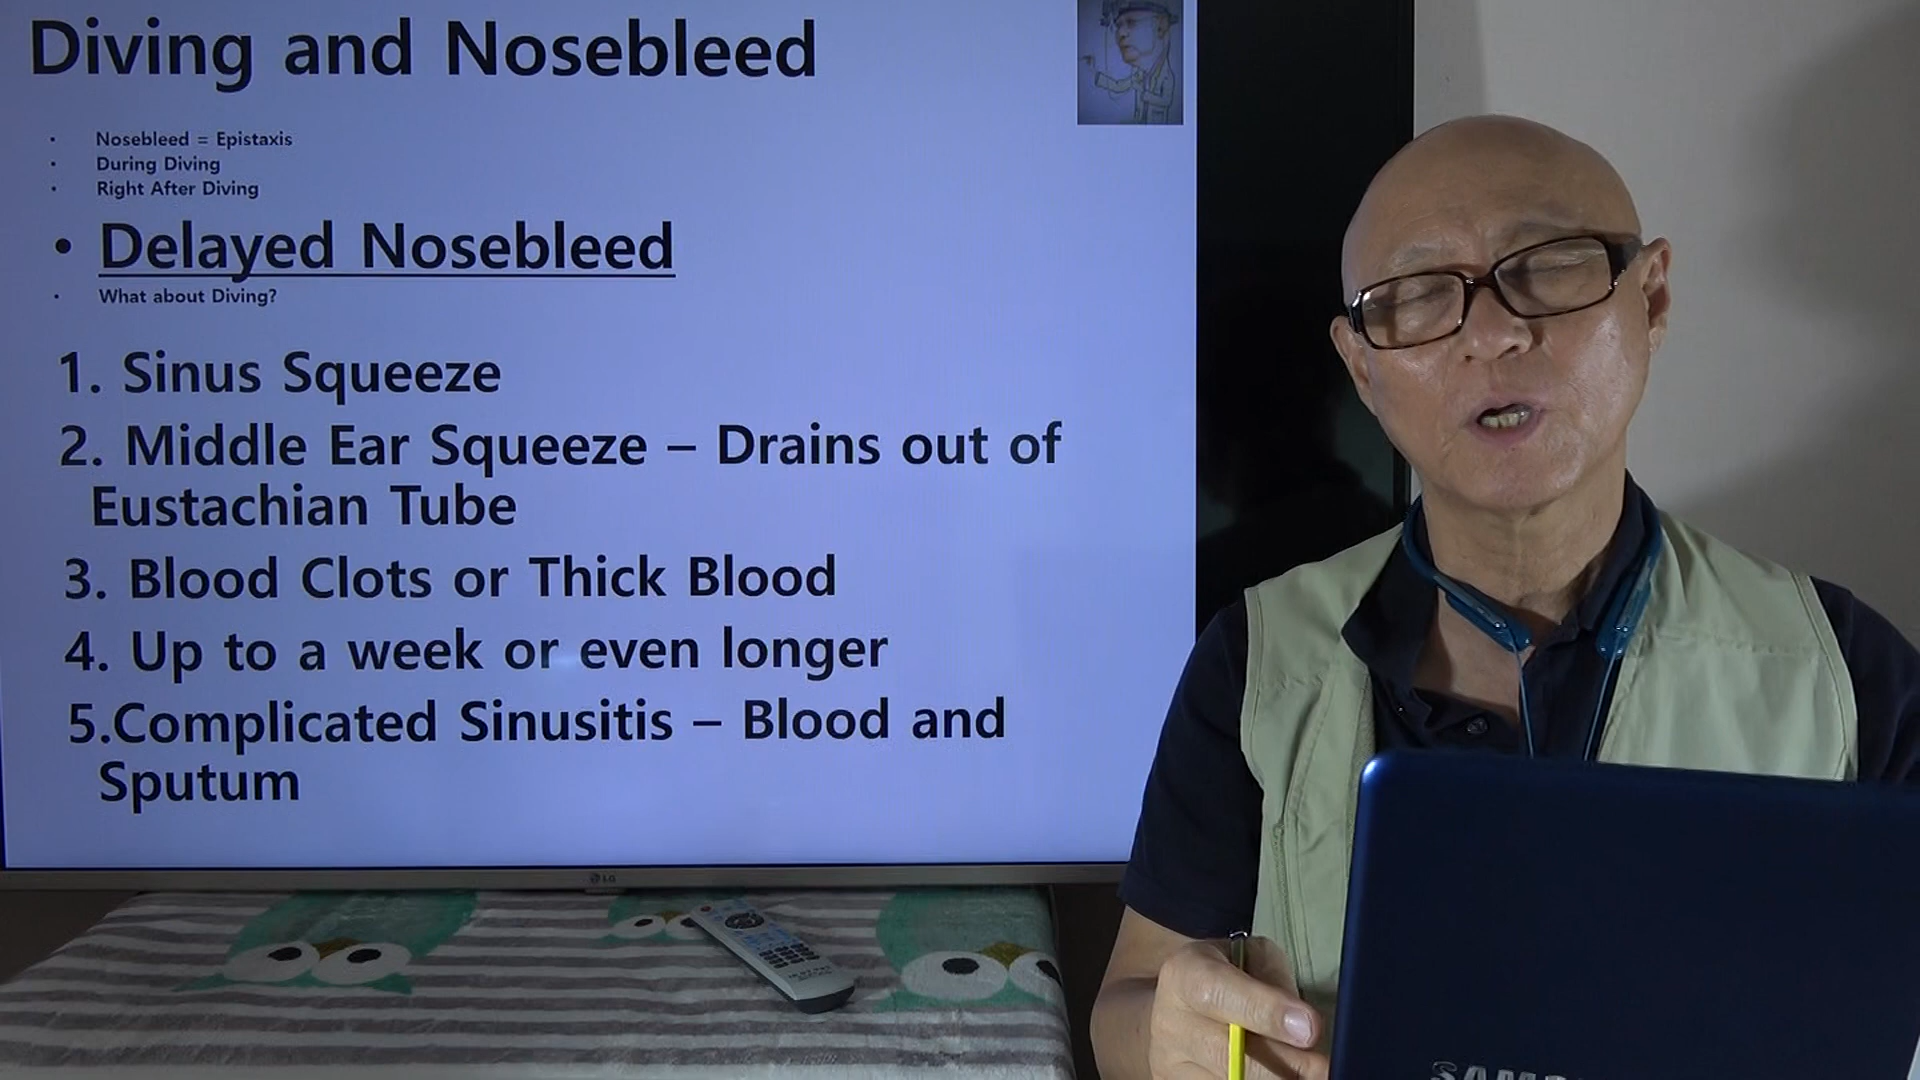 Diving and Nosebleed
• Nosebleed = Epistaxis
• During Diving
• Right After Diving
• Delayed Nosebleed
• What about Diving?
1. Sinus Squeeze
2. Middle Ear Squeeze – Drains out of
Eustachian Tube
3. Blood Clots or Thick Blood
4. Up to a week or even longer
5.Complicated Sinusitis – Blood and
Sputum
LG